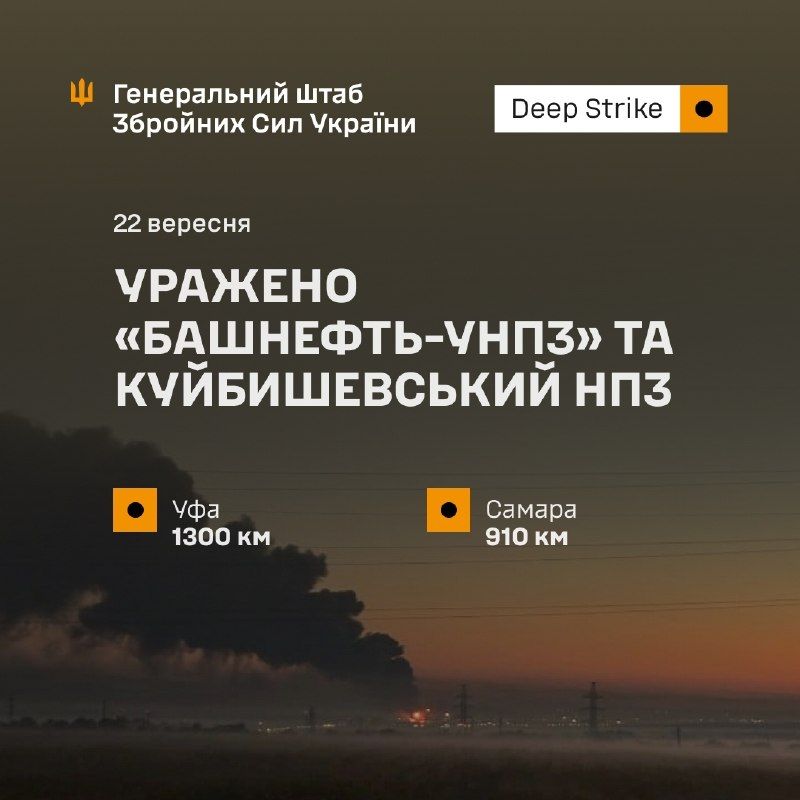 Генеральний Штаб
Збройних Сил України
Deep Strike
22 вересня
УРАЖЕНО
«БАШНЕФТЬ-УНПЗ» ТА
КУЙБИШЕВСЬКИЙ НПЗ
Уфа
1300 км
Самара
910 км